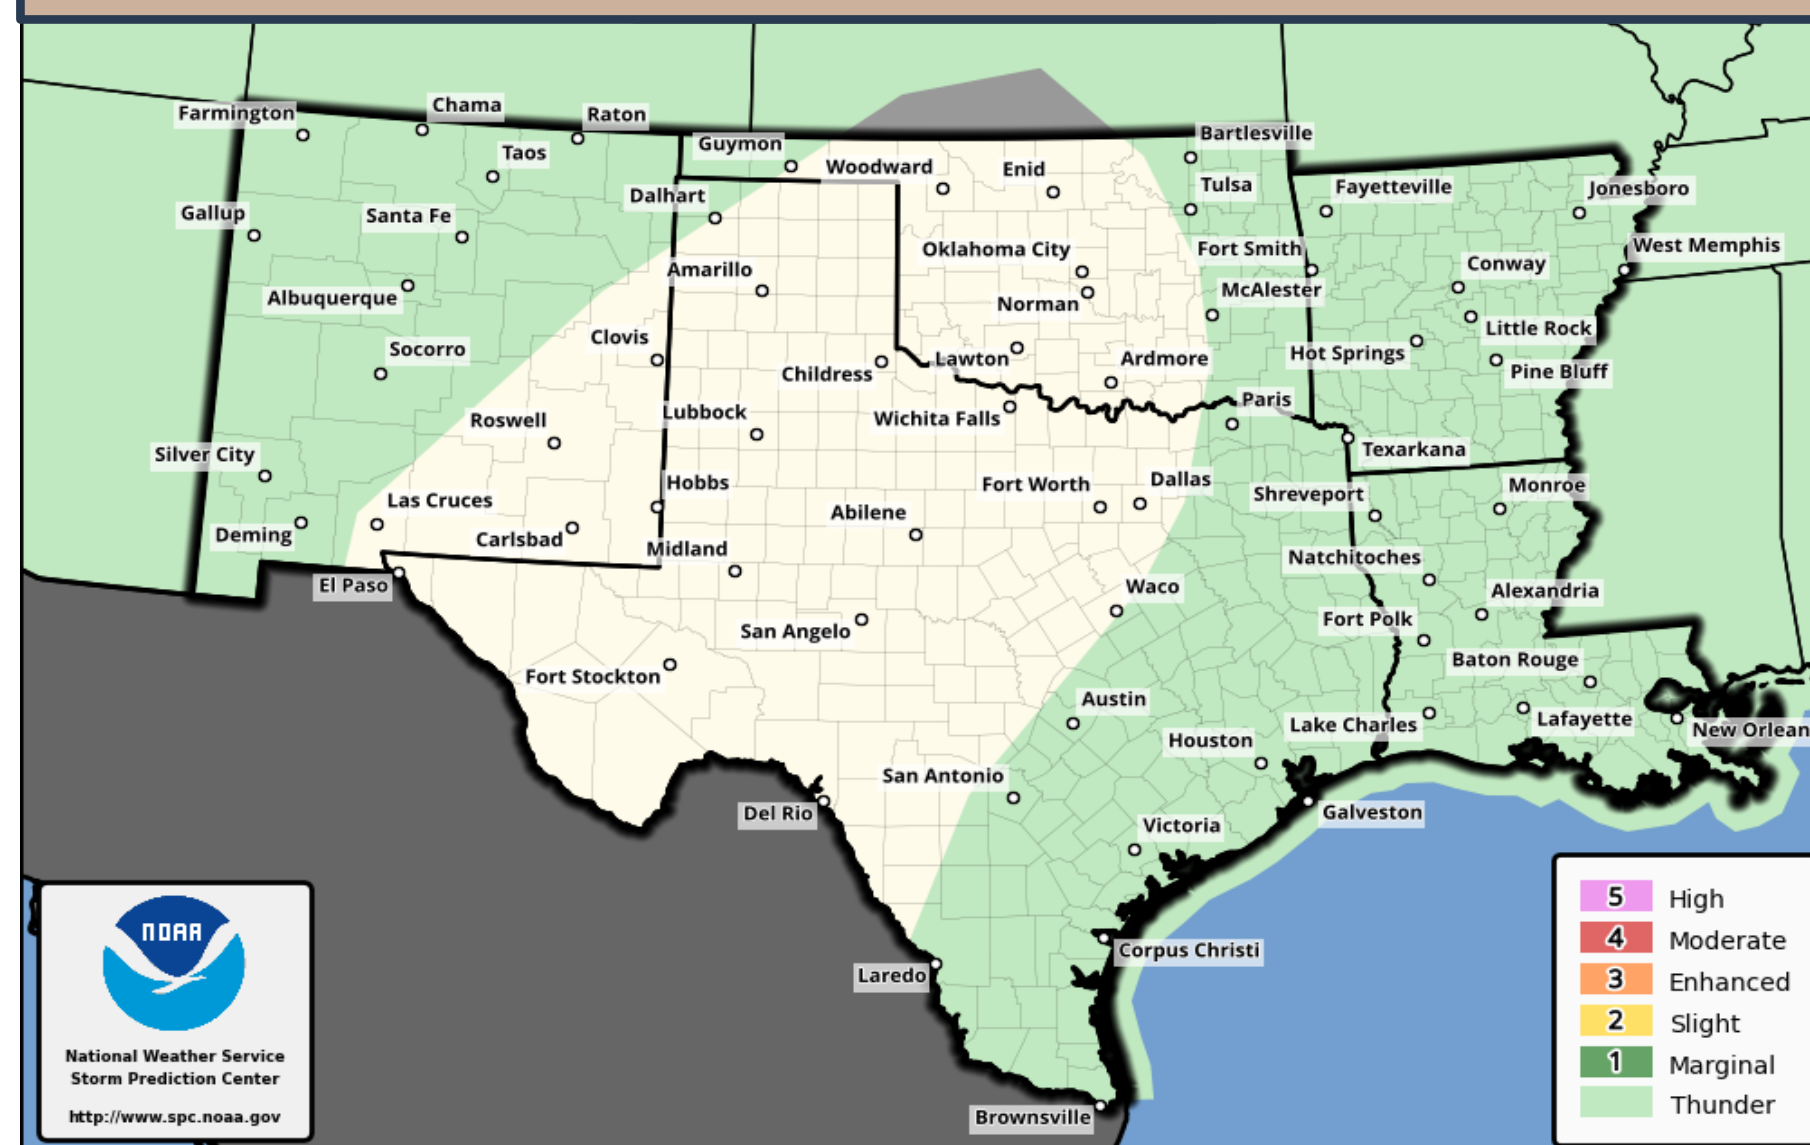 Farmington
Chama
Raton
Taos
Guymon
Woodward
Enid
Bartlesville
Tulsa
Dalhart
Fayetteville
Jonesboro
Gallup
Santa Fe
Oklahoma City
Fort Smith
West Memphis
Amarillo
Conway
Albuquerque
Norman
McAlester
Clovis
Little Rock
Socorro
Childress
Lawton
Ardmore
Hot Springs
Pine Bluff
Roswell
Lubbock
Wichita Falls
Paris
Silver City
Texarkana
Hobbs
Fort Worth
Dallas
Shreveport
Monroe
Las Cruces
Abilene
Deming
Carlsbad
Midland
Natchitoches
El Paso
Waco
Alexandria
San Angelo
Fort Polk
Fort Stockton
Baton Rouge
Austin
Lake Charles
Lafayette
New Orlean
Houston
San Antonio
Del Rio
Galveston
Victoria
Corpus Christi
Laredo
Brownsville
NOAA
National Weather Service
Storm Prediction Center
http://www.spc.noaa.gov
5 High
4 Moderate
3 Enhanced
2 Slight
1 Marginal
Thunder